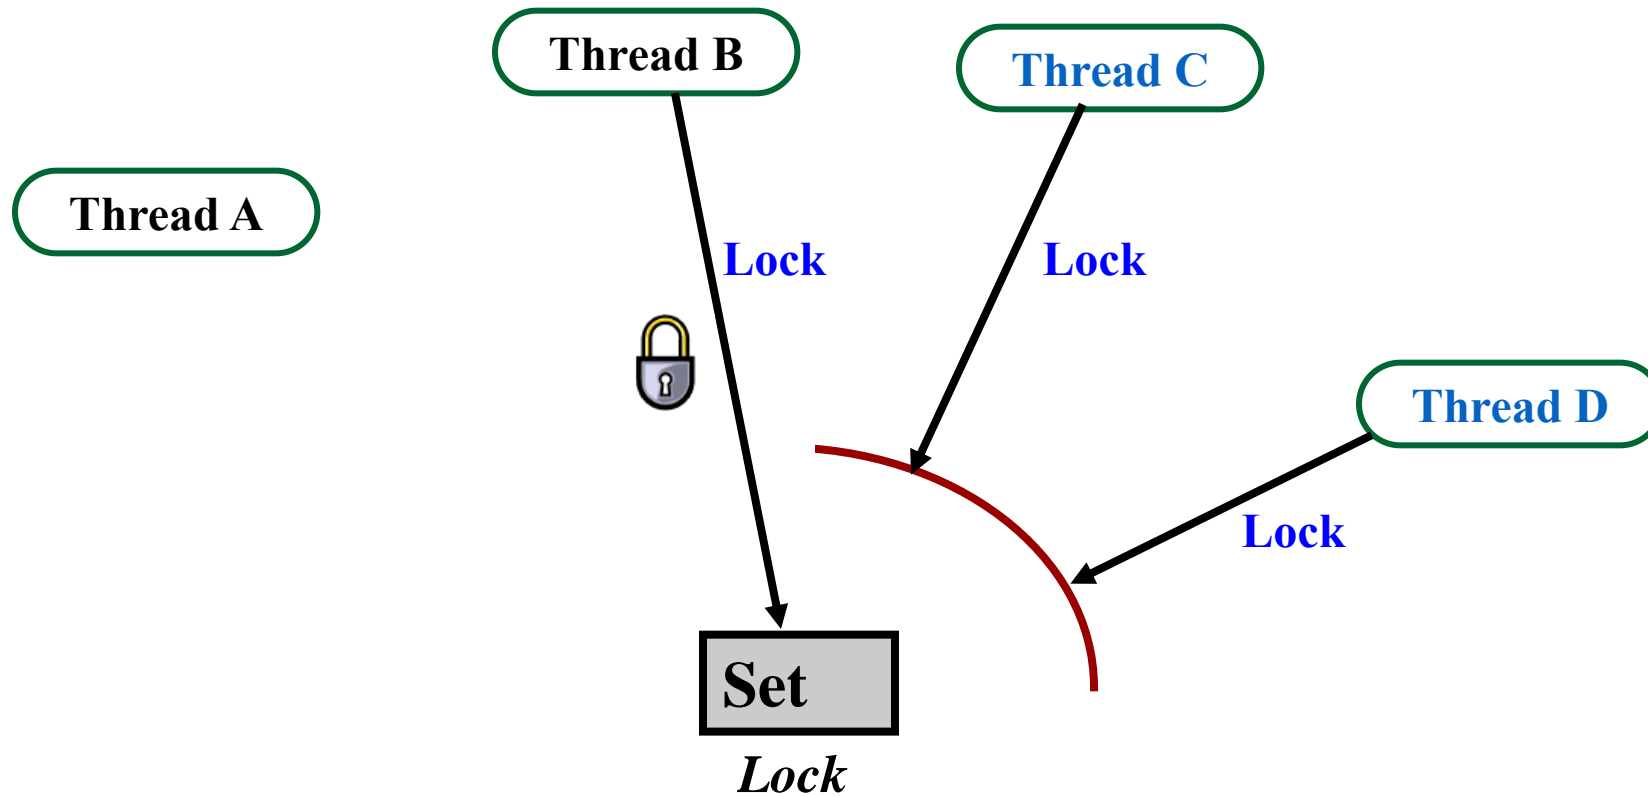 Thread B
Thread C
Thread A
Lock
Lock
Thread D
Lock
Set
Lock